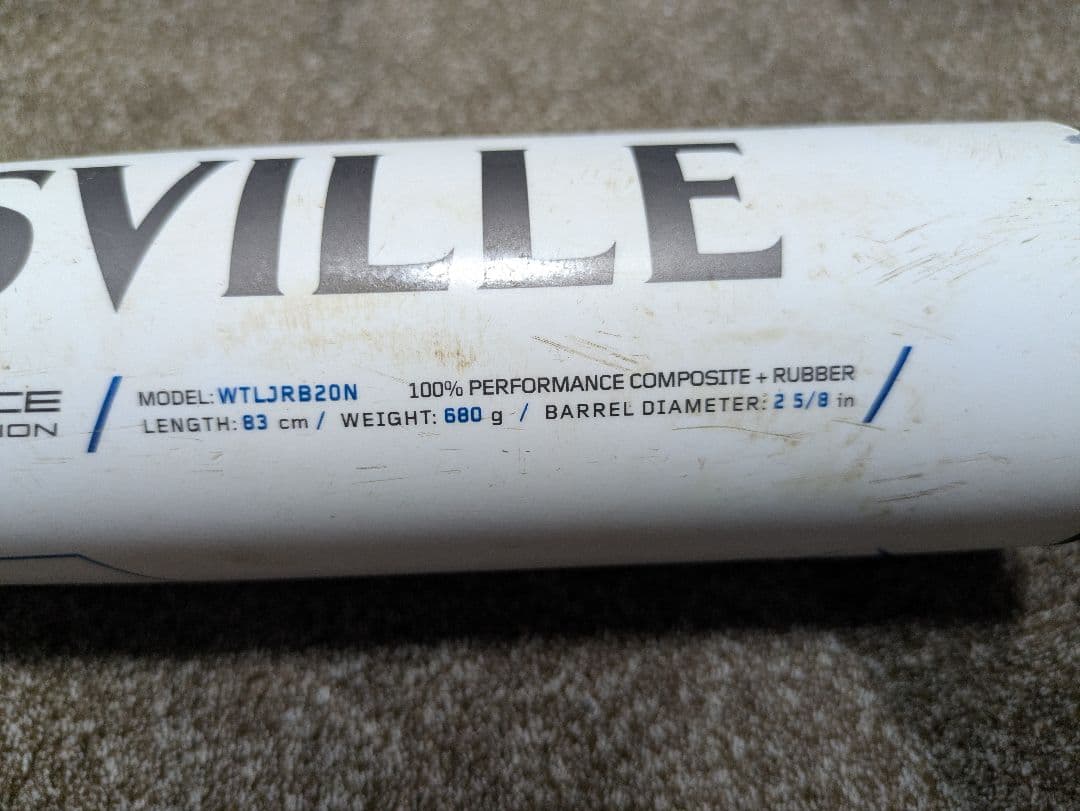 SVILLE
CE
ION
MODEL:WTLJRB20N 100% PERFORMANCE COMPOSITE + RUBBER
LENGTH: 83 cm / WEIGHT: 680 g / BARREL DIAMETER: 2 5/8 in